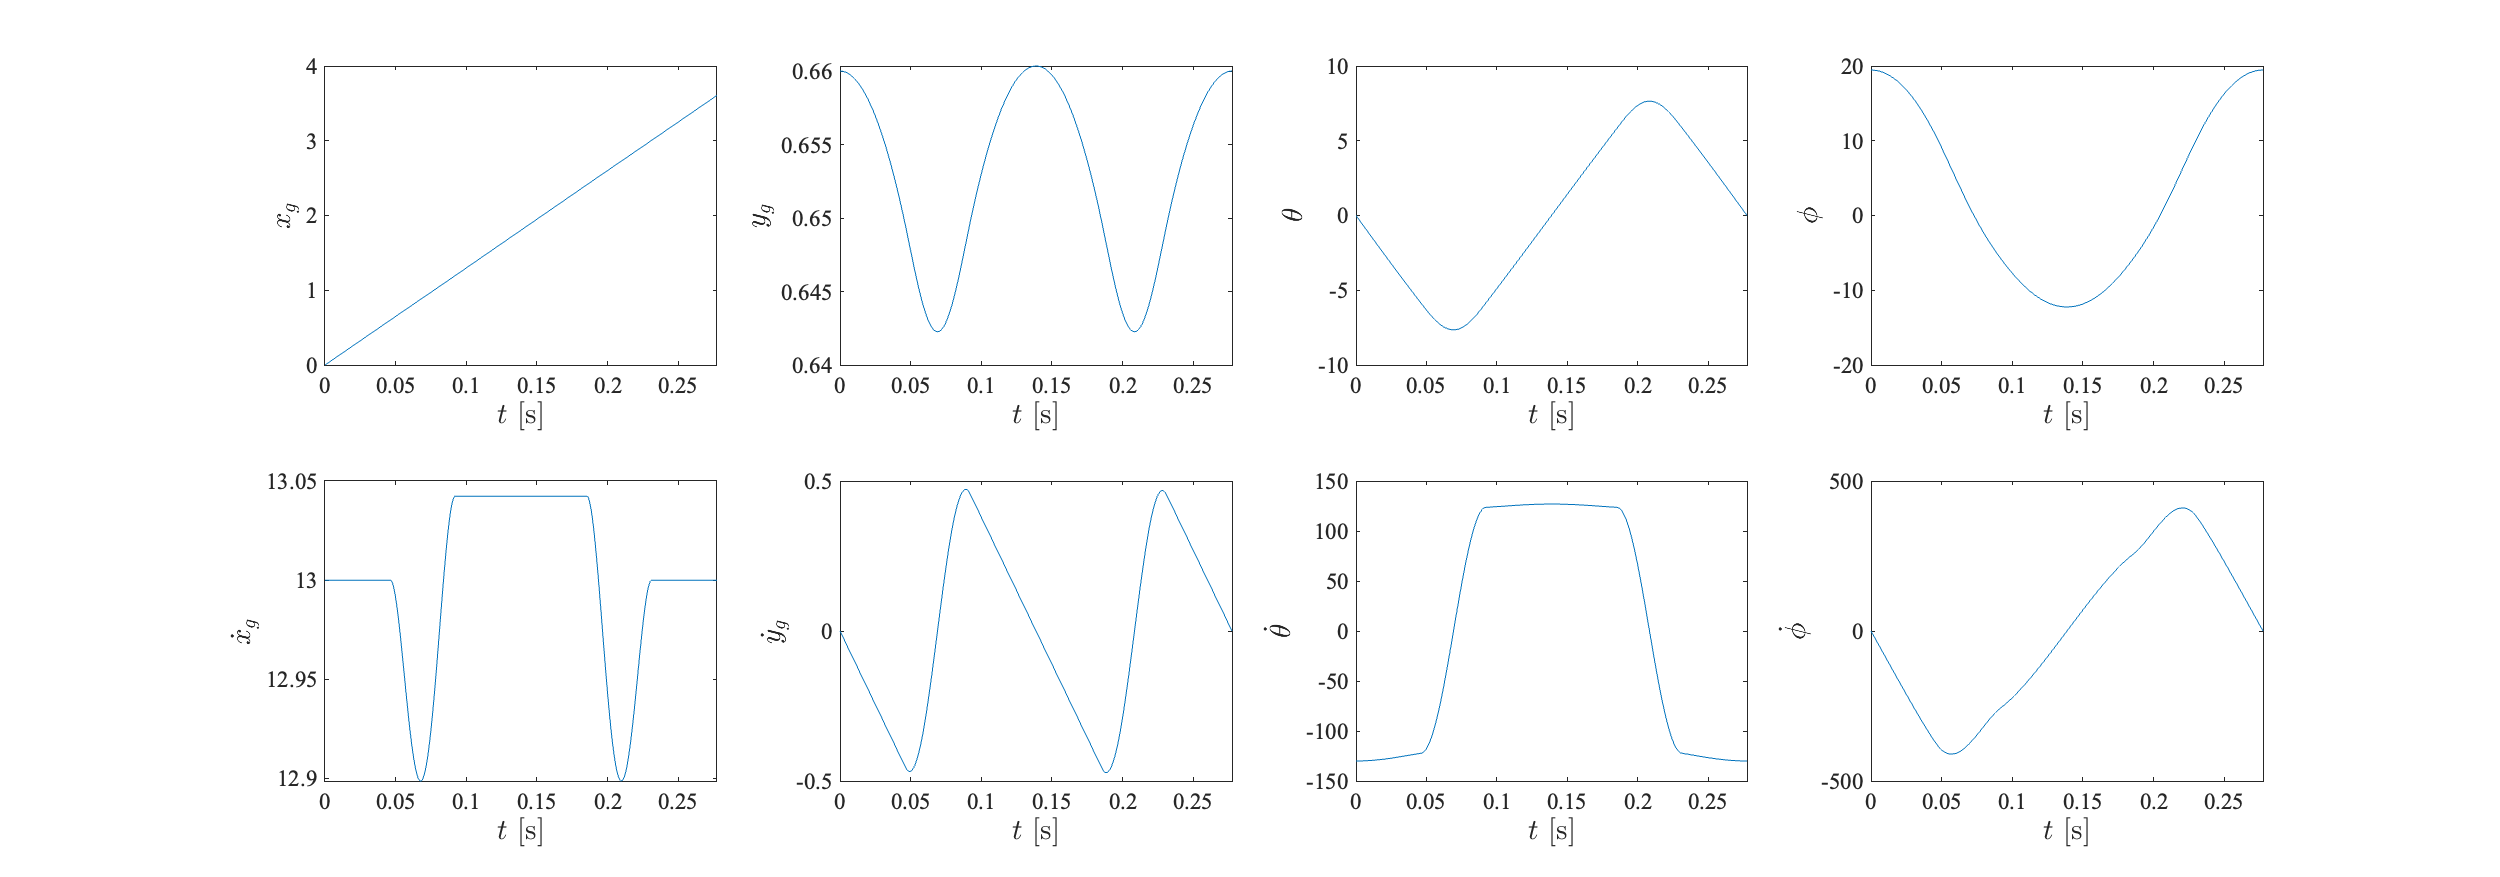 4
3
2
1
0
0 0.05 0.1 0.15 0.2 0.25
x_g
t [s]
0.66
0.655
0.65
0.645
0.64
0 0.05 0.1 0.15 0.2 0.25
y_g
t [s]
10
5
0
-5
-10
0 0.05 0.1 0.15 0.2 0.25
θ
t [s]
20
10
0
-10
-20
0 0.05 0.1 0.15 0.2 0.25
ϕ
t [s]
13.05
13
12.95
12.9
0 0.05 0.1 0.15 0.2 0.25
ẋ_g
t [s]
0.5
0
-0.5
0 0.05 0.1 0.15 0.2 0.25
ẏ_g
t [s]
150
100
50
0
-50
-100
-150
0 0.05 0.1 0.15 0.2 0.25
θ̇
t [s]
500
0
-500
0 0.05 0.1 0.15 0.2 0.25
ϕ̇
t [s]